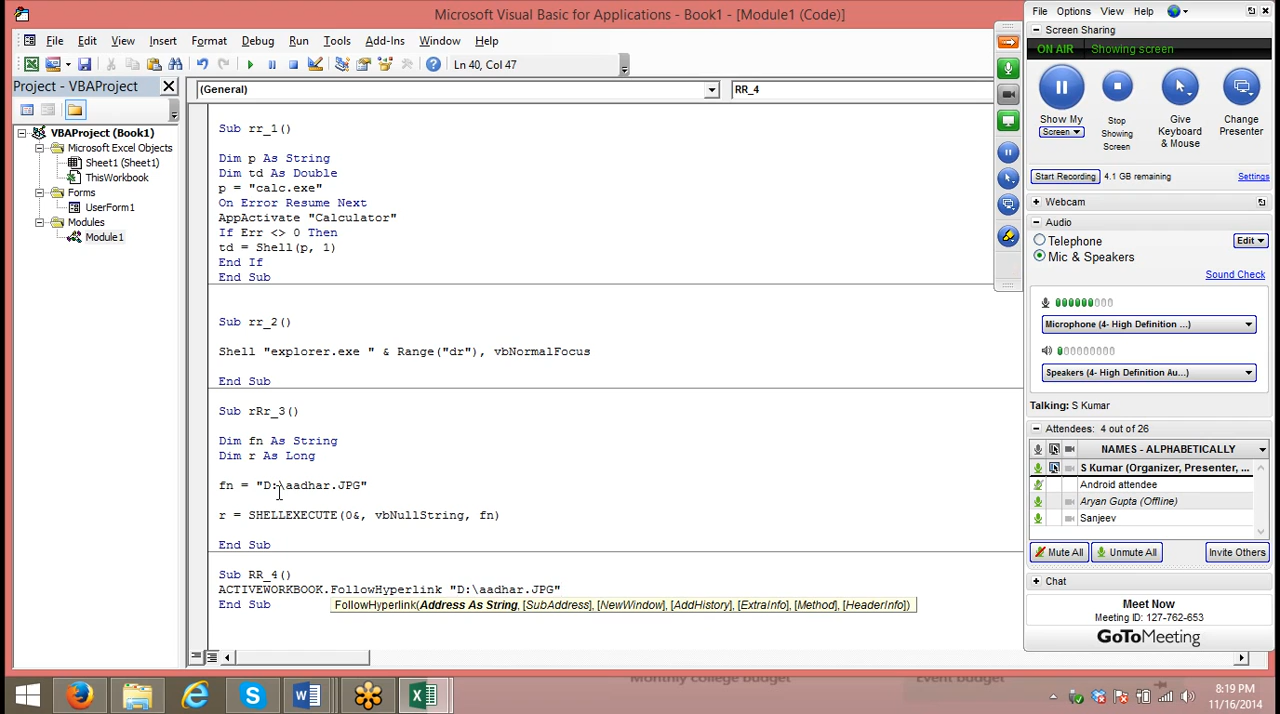 Microsoft Visual Basic for Applications - Book1 - [Module1 (Code)]
File Edit View Insert Format Debug Run Tools Add-Ins Window Help
Ln 40, Col 47
Project - VBAProject
(General)
RR_4
VBAProject (Book1)
Microsoft Excel Objects
Sheet1 (Sheet1)
ThisWorkbook
Forms
UserForm1
Modules
Module1
Sub rr_1()
Dim p As String
Dim td As Double
p = "calc.exe"
On Error Resume Next
AppActivate "Calculator"
If Err <> 0 Then
td = Shell(p, 1)
End If
End Sub
Sub rr_2()
Shell "explorer.exe " & Range("dr"), vbNormalFocus
End Sub
Sub rRr_3()
Dim fn As String
Dim r As Long
fn = "D:\aadhar.JPG"
r = SHELLEXECUTE(0&, vbNullString, fn)
End Sub
Sub RR_4()
ACTIVEWORKBOOK.FollowHyperlink "D:\aadhar.JPG"
End Sub
FollowHyperlink(Address As String, [SubAddress], [NewWindow], [AddHistory], [ExtraInfo], [Method], [HeaderInfo])
File Options View Help
Screen Sharing
ON AIR Showing screen
Show My
Screen
Stop
Showing
Screen
Give
Keyboard
& Mouse
Change
Presenter
Start Recording 4.1 GB remaining Settings
Webcam
Audio
Telephone
Edit
Mic & Speakers
Sound Check
Microphone (4- High Definition ...)
Speakers (4- High Definition Au...)
Talking: S Kumar
Attendees: 4 out of 26
NAMES - ALPHABETICALLY
S Kumar (Organizer, Presenter, ...
Android attendee
Aryan Gupta (Offline)
Sanjeev
Mute All Unmute All Invite Others
Chat
Meet Now
Meeting ID: 127-762-653
GoToMeeting
Monthly college budget
Event budget
8:19 PM
11/16/2014